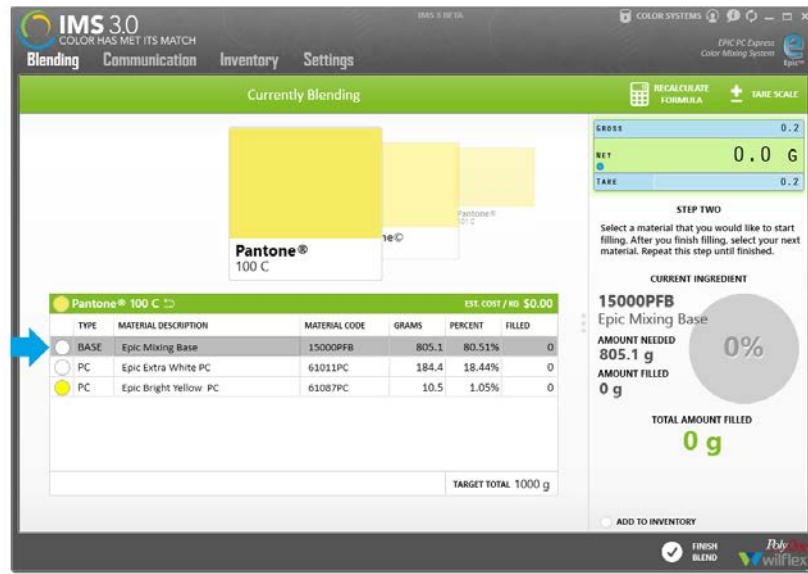 IMS 3.0
COLOR HAS MET ITS MATCH
IMS 3 BETA
COLOR SYSTEMS
EPIC PC Express
Color Mixing System
Epic™
Blending Communication Inventory Settings
Currently Blending
RECALCULATE
FORMULA
TARE SCALE
Pantone®
100 C
Pantone®
GROSS 0.2
NET 0.0 G
TARE 0.2
STEP TWO
Select a material that you would like to start
filling. After you finish filling, select your next
material. Repeat this step until finished.
CURRENT INGREDIENT
15000PFB
Epic Mixing Base
AMOUNT NEEDED
805.1 g
0%
AMOUNT FILLED
0 g
TOTAL AMOUNT FILLED
0 g
ADD TO INVENTORY
Pantone® 100 C EST. COST / KG $0.00
TYPE MATERIAL DESCRIPTION MATERIAL CODE GRAMS PERCENT FILLED
BASE Epic Mixing Base 15000PFB 805.1 80.51% 0
PC Epic Extra White PC 61011PC 184.4 18.44% 0
PC Epic Bright Yellow PC 61087PC 10.5 1.05% 0
TARGET TOTAL 1000 g
FINISH
BLEND
PolyOne
wilflex